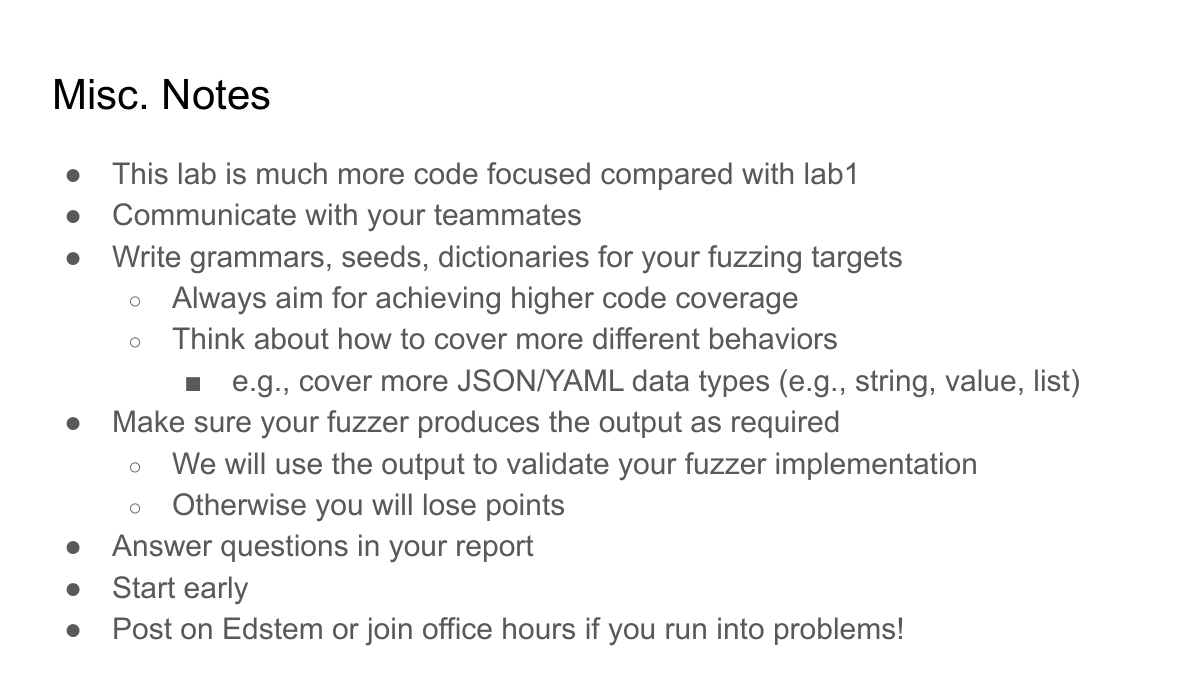 Misc. Notes
● This lab is much more code focused compared with lab1
● Communicate with your teammates
● Write grammars, seeds, dictionaries for your fuzzing targets
○ Always aim for achieving higher code coverage
○ Think about how to cover more different behaviors
■ e.g., cover more JSON/YAML data types (e.g., string, value, list)
● Make sure your fuzzer produces the output as required
○ We will use the output to validate your fuzzer implementation
○ Otherwise you will lose points
● Answer questions in your report
● Start early
● Post on Edstem or join office hours if you run into problems!